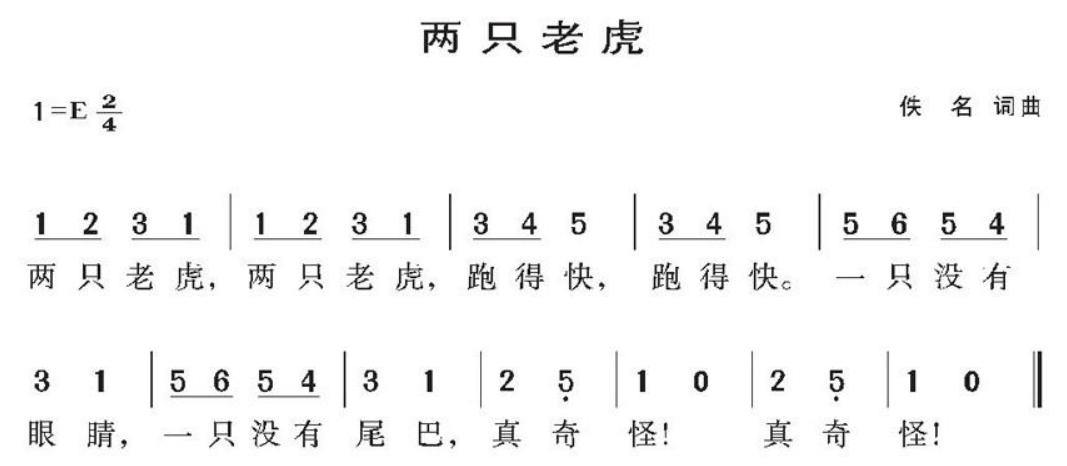 两只老虎
1=E 2/4
佚 名 词曲
1 2 3 1 | 1 2 3 1 | 3 4 5 | 3 4 5 | 5 6 5 4 |
两只老虎，两只老虎，跑得快，跑得快。一只没有
3 1 | 5 6 5 4 | 3 1 | 2 5̣ | 1 0 | 2 5̣ | 1 0 ‖
眼睛，一只没有尾巴，真奇怪！真奇怪！